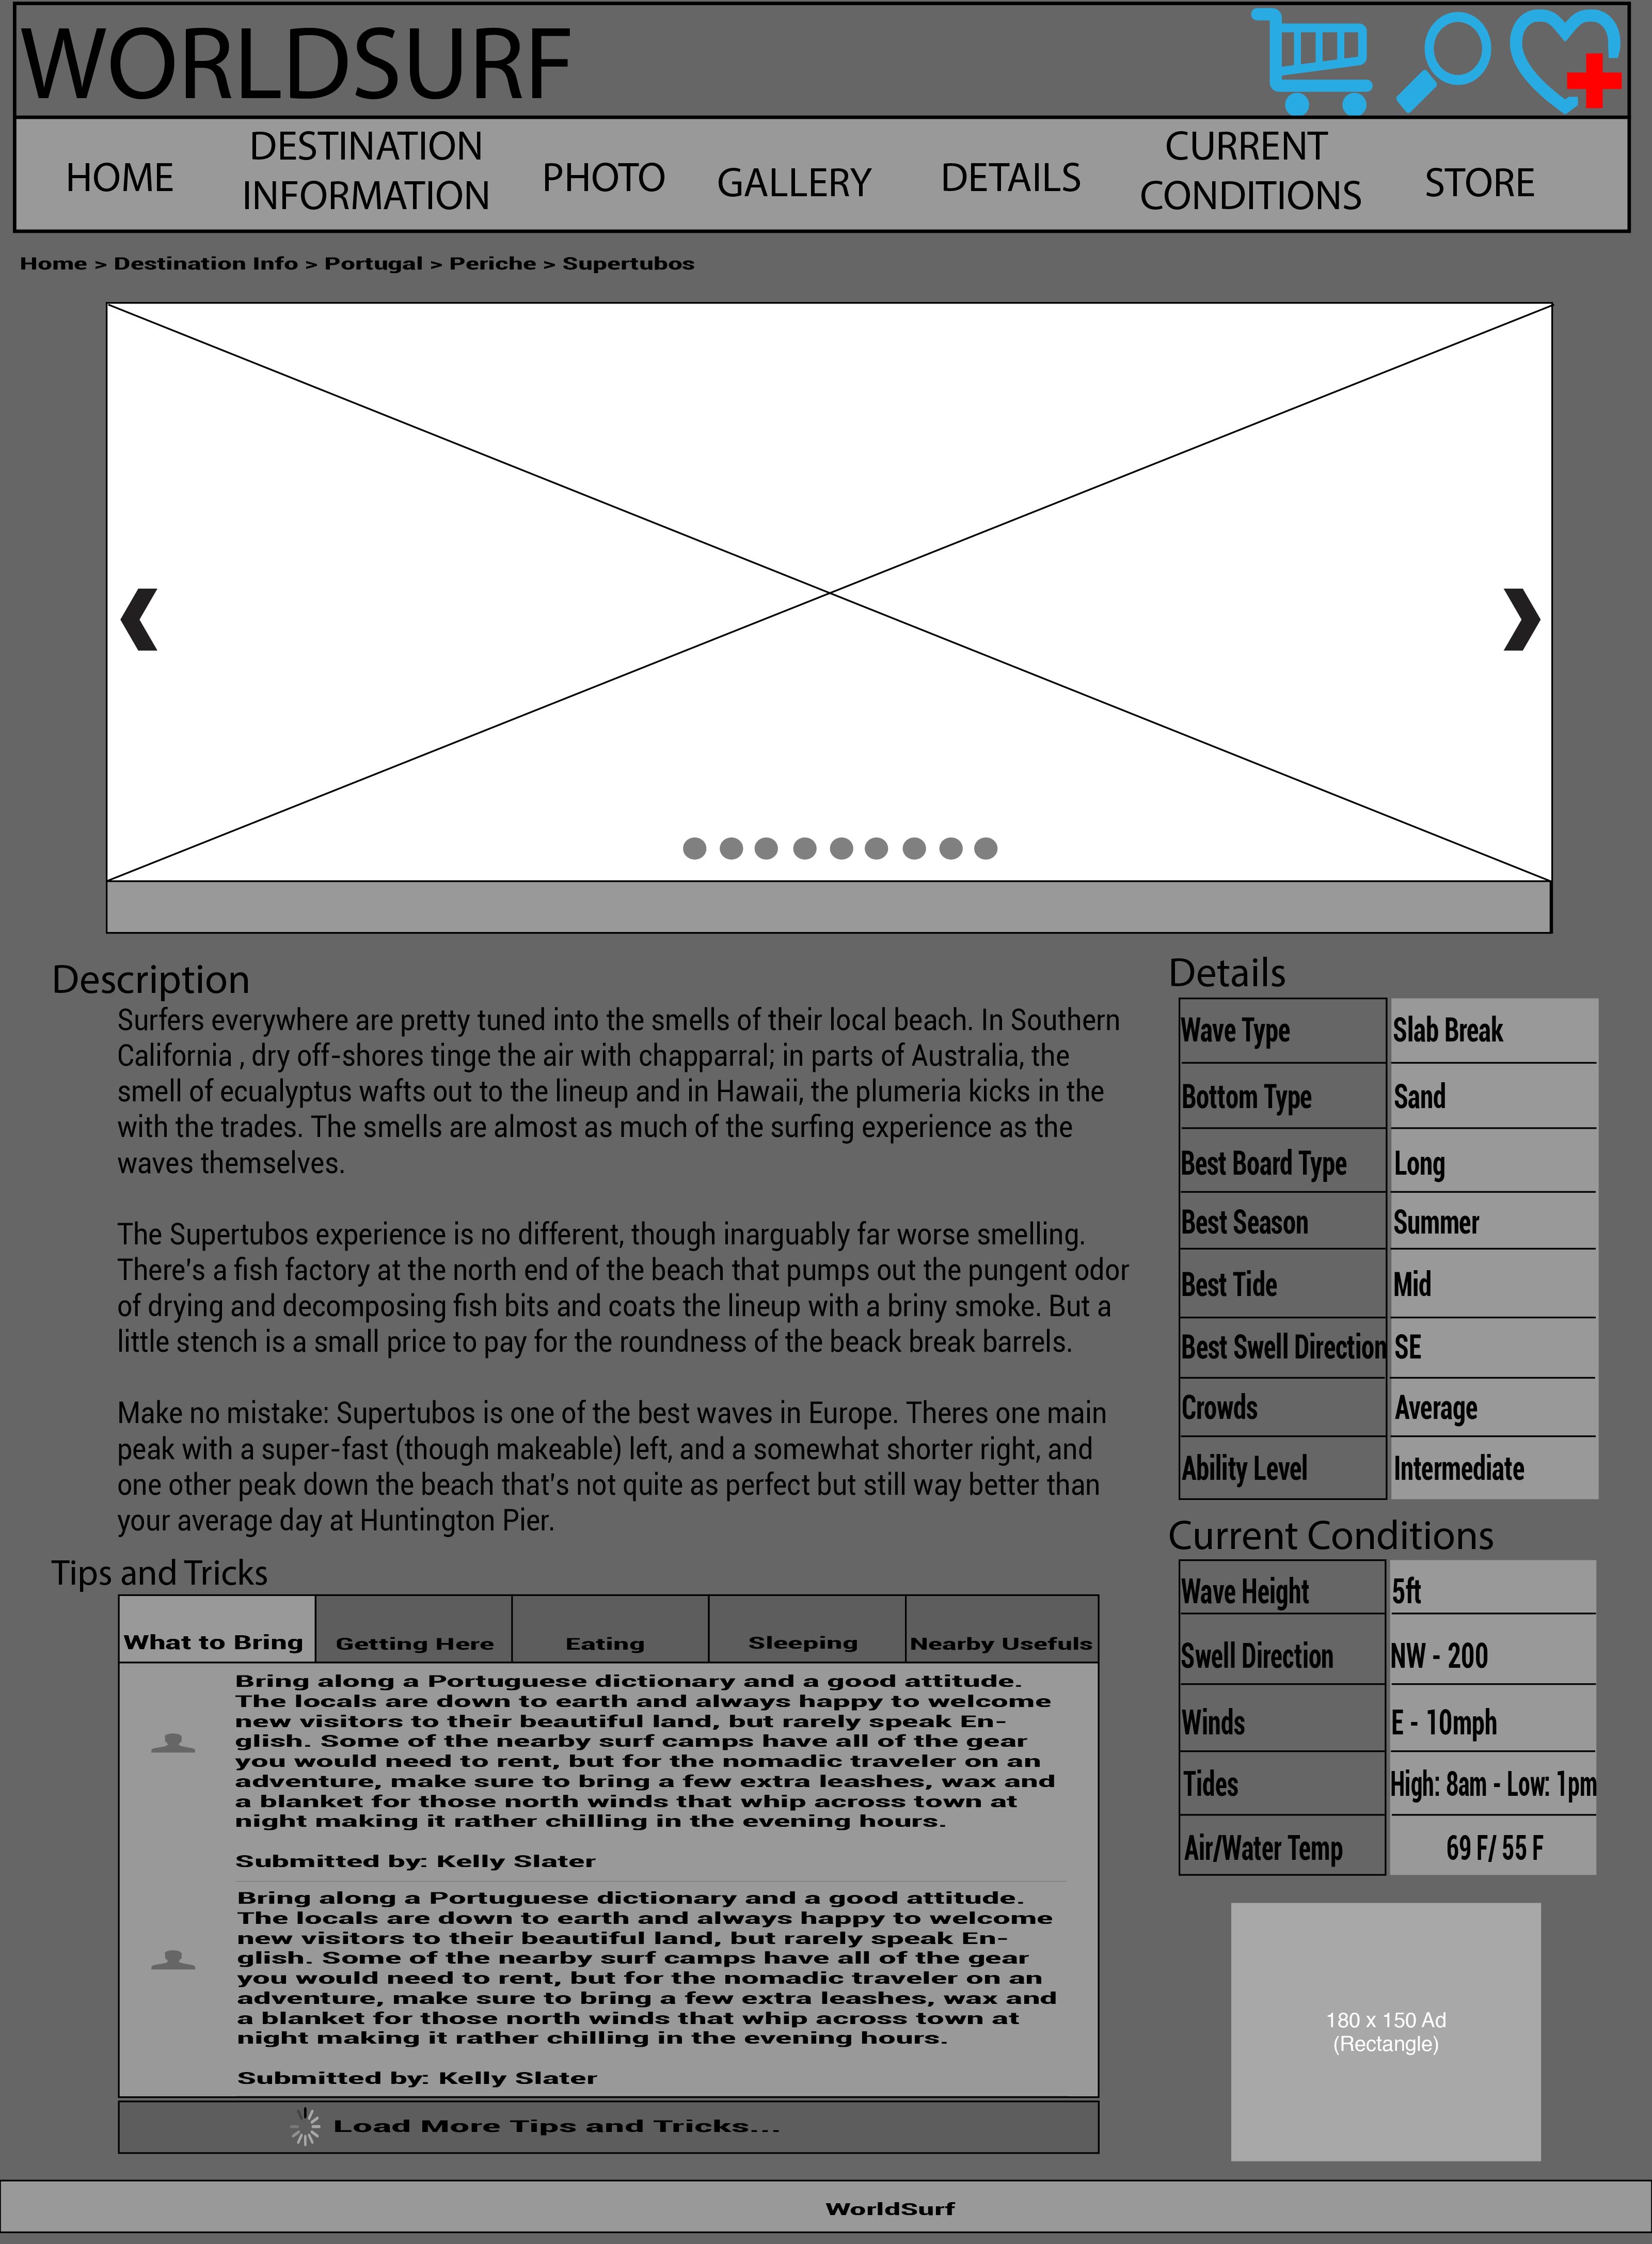 WORLDSURF
HOME
DESTINATION
INFORMATION
PHOTO
GALLERY
DETAILS
CURRENT
CONDITIONS
STORE
Home > Destination Info > Portugal > Periche > Supertubos
Description
Surfers everywhere are pretty tuned into the smells of their local beach. In Southern
California , dry off-shores tinge the air with chapparral; in parts of Australia, the
smell of ecualyptus wafts out to the lineup and in Hawaii, the plumeria kicks in the
with the trades. The smells are almost as much of the surfing experience as the
waves themselves.
The Supertubos experience is no different, though inarguably far worse smelling.
There's a fish factory at the north end of the beach that pumps out the pungent odor
of drying and decomposing fish bits and coats the lineup with a briny smoke. But a
little stench is a small price to pay for the roundness of the beack break barrels.
Make no mistake: Supertubos is one of the best waves in Europe. Theres one main
peak with a super-fast (though makeable) left, and a somewhat shorter right, and
one other peak down the beach that's not quite as perfect but still way better than
your average day at Huntington Pier.
Details
Wave Type Slab Break
Bottom Type Sand
Best Board Type Long
Best Season Summer
Best Tide Mid
Best Swell Direction SE
Crowds Average
Ability Level Intermediate
Current Conditions
Wave Height 5ft
Swell Direction NW - 200
Winds E - 10mph
Tides High: 8am - Low: 1pm
Air/Water Temp 69 F/ 55 F
Tips and Tricks
What to Bring Getting Here Eating Sleeping Nearby Usefuls
Bring along a Portuguese dictionary and a good attitude.
The locals are down to earth and always happy to welcome
new visitors to their beautiful land, but rarely speak En-
glish. Some of the nearby surf camps have all of the gear
you would need to rent, but for the nomadic traveler on an
adventure, make sure to bring a few extra leashes, wax and
a blanket for those north winds that whip across town at
night making it rather chilling in the evening hours.
Submitted by: Kelly Slater
Bring along a Portuguese dictionary and a good attitude.
The locals are down to earth and always happy to welcome
new visitors to their beautiful land, but rarely speak En-
glish. Some of the nearby surf camps have all of the gear
you would need to rent, but for the nomadic traveler on an
adventure, make sure to bring a few extra leashes, wax and
a blanket for those north winds that whip across town at
night making it rather chilling in the evening hours.
Submitted by: Kelly Slater
Load More Tips and Tricks...
180 x 150 Ad
(Rectangle)
WorldSurf